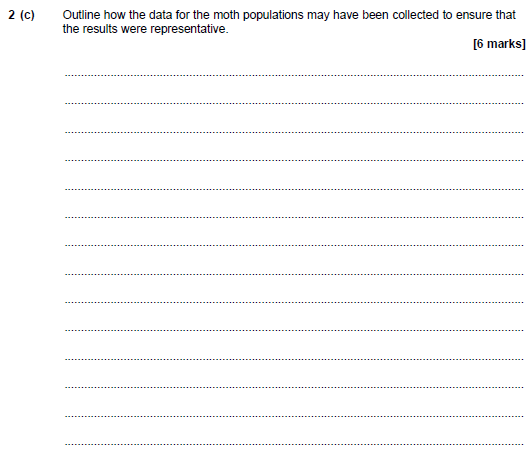 2 (c) Outline how the data for the moth populations may have been collected to ensure that
the results were representative.
[6 marks]